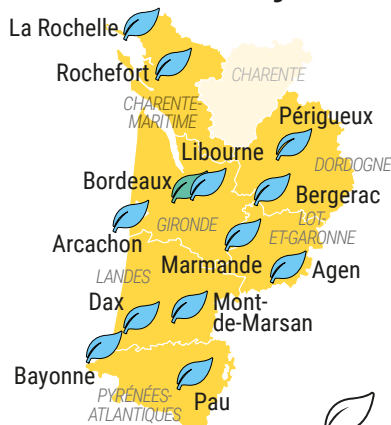 La Rochelle
Rochefort
CHARENTE
CHARENTE-
MARITIME
Périgueux
Libourne
DORDOGNE
Bordeaux
Bergerac
GIRONDE
LOT-
ET-GARONNE
Arcachon
Marmande
Agen
LANDES
Dax
Mont-
de-Marsan
Bayonne
PYRÉNÉES-
ATLANTIQUES
Pau